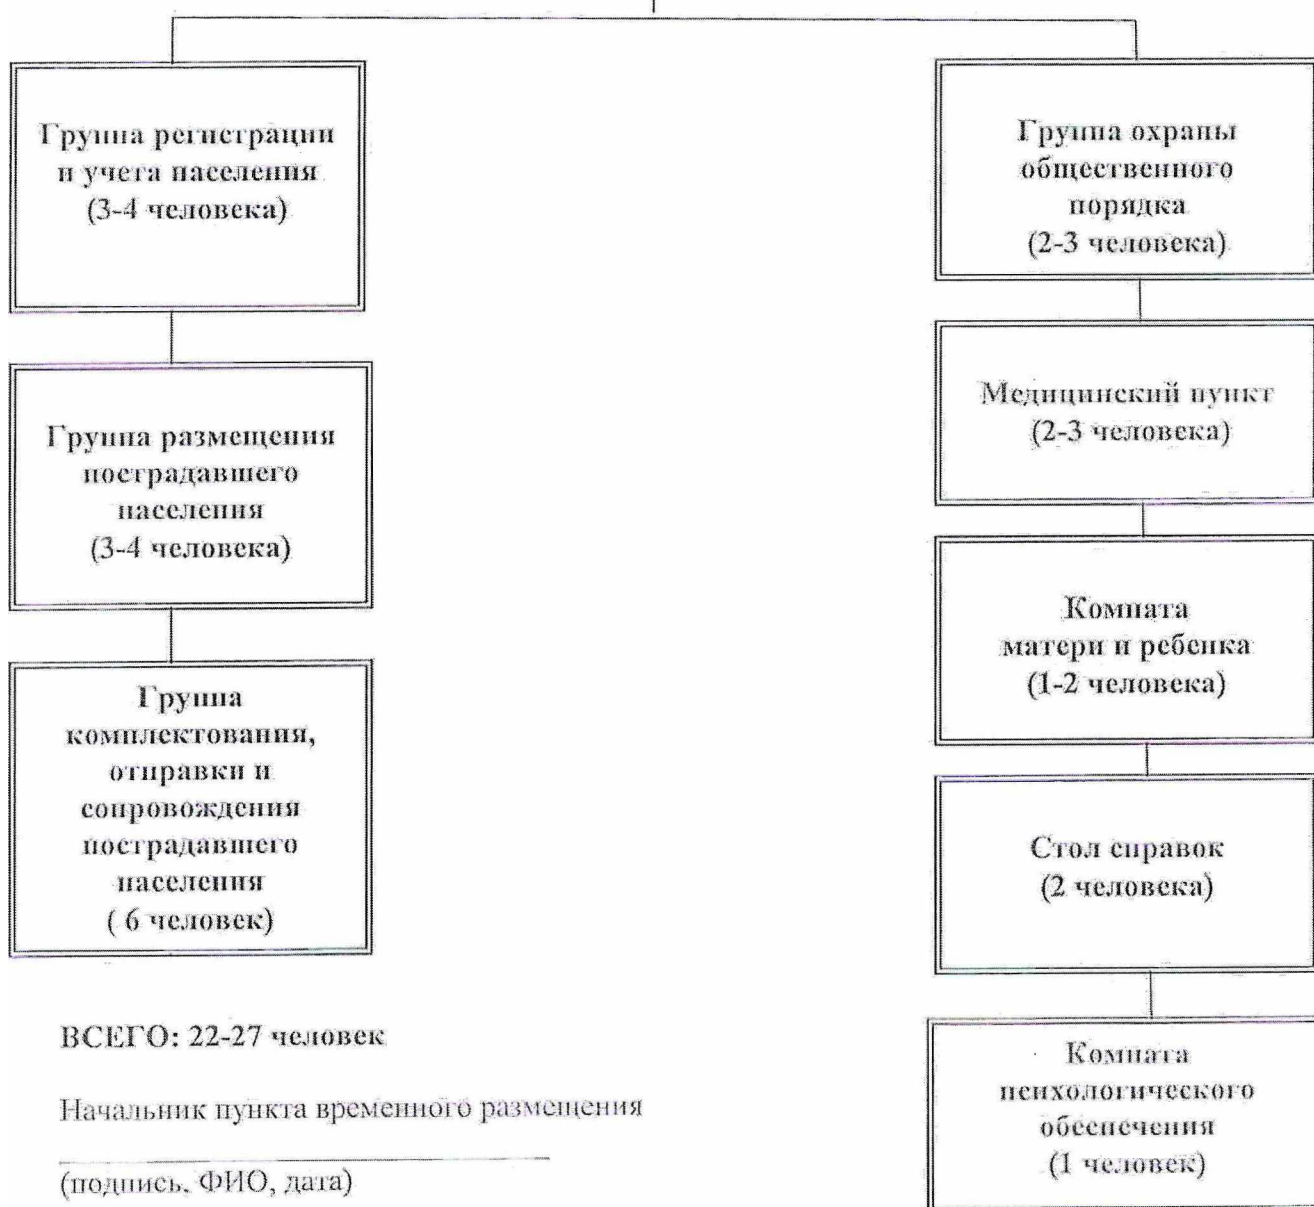 Группа регистрации
и учета населения
(3-4 человека)
Группа размещения
пострадавшего
населения
(3-4 человека)
Группа
комплектования,
отправки и
сопровождения
пострадавшего
населения
( 6 человек)
ВСЕГО: 22-27 человек
Начальник пункта временного размещения
(подпись, ФИО, дата)
Группа охраны
общественного
порядка
(2-3 человека)
Медицинский пункт
(2-3 человека)
Комната
матери и ребенка
(1-2 человека)
Стол справок
(2 человека)
Комната
психологического
обеспечения
(1 человек)